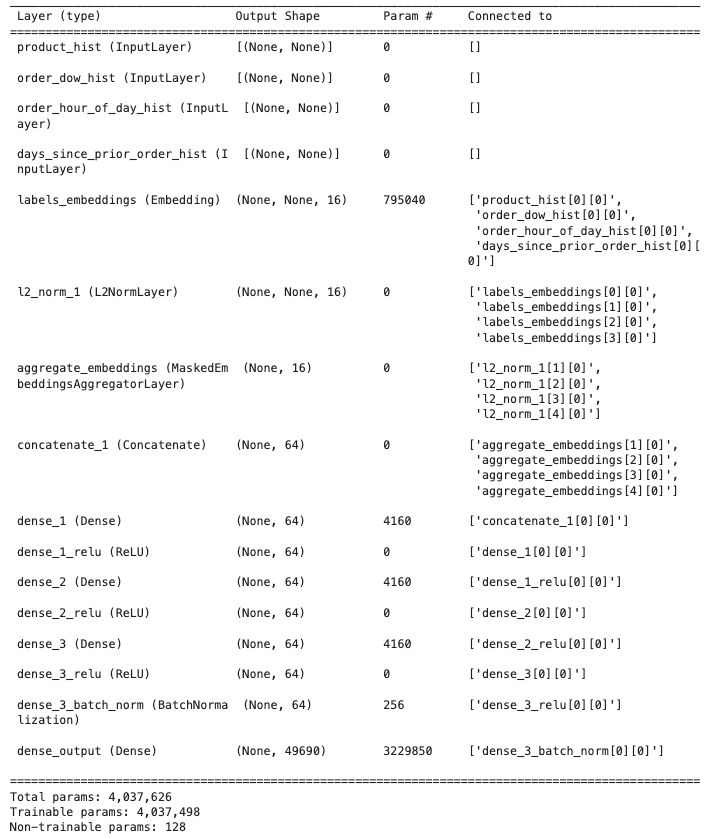 Layer (type) Output Shape Param # Connected to
==================================================================================================
product_hist (InputLayer) [(None, None)] 0 []
order_dow_hist (InputLayer) [(None, None)] 0 []
order_hour_of_day_hist (InputL [(None, None)] 0 []
ayer)
days_since_prior_order_hist (I [(None, None)] 0 []
nputLayer)
labels_embeddings (Embedding) (None, None, 16) 795040 ['product_hist[0][0]',
'order_dow_hist[0][0]',
'order_hour_of_day_hist[0][0]',
'days_since_prior_order_hist[0][
0]']
l2_norm_1 (L2NormLayer) (None, None, 16) 0 ['labels_embeddings[0][0]',
'labels_embeddings[1][0]',
'labels_embeddings[2][0]',
'labels_embeddings[3][0]']
aggregate_embeddings (MaskedEm (None, 16) 0 ['l2_norm_1[1][0]',
beddingsAggregatorLayer) 'l2_norm_1[2][0]',
'l2_norm_1[3][0]',
'l2_norm_1[4][0]']
concatenate_1 (Concatenate) (None, 64) 0 ['aggregate_embeddings[1][0]',
'aggregate_embeddings[2][0]',
'aggregate_embeddings[3][0]',
'aggregate_embeddings[4][0]']
dense_1 (Dense) (None, 64) 4160 ['concatenate_1[0][0]']
dense_1_relu (ReLU) (None, 64) 0 ['dense_1[0][0]']
dense_2 (Dense) (None, 64) 4160 ['dense_1_relu[0][0]']
dense_2_relu (ReLU) (None, 64) 0 ['dense_2[0][0]']
dense_3 (Dense) (None, 64) 4160 ['dense_2_relu[0][0]']
dense_3_relu (ReLU) (None, 64) 0 ['dense_3[0][0]']
dense_3_batch_norm (BatchNorma (None, 64) 256 ['dense_3_relu[0][0]']
lization)
dense_output (Dense) (None, 49690) 3229850 ['dense_3_batch_norm[0][0]']
==================================================================================================
Total params: 4,037,626
Trainable params: 4,037,498
Non-trainable params: 128